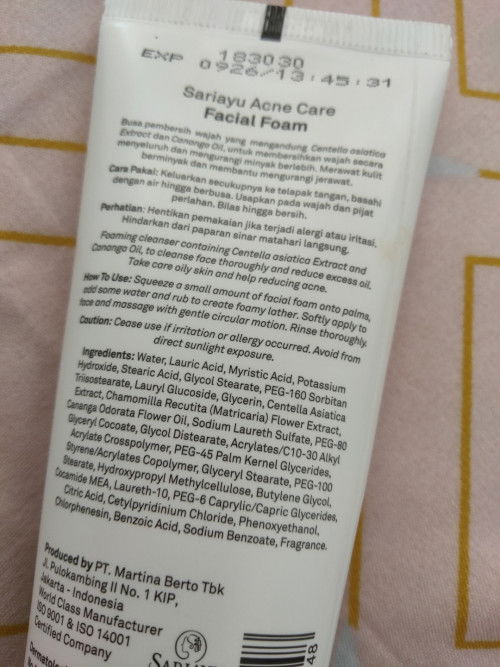 183030
EXP 0926/13:45:31
Sariayu Acne Care
Facial Foam
Busa pembersih wajah yang mengandung Centella asiatica
Extract dan Cananga Oil, untuk membersihkan wajah secara
menyeluruh dan mengurangi minyak berlebih. Merawat kulit
berminyak dan membantu mengurangi jerawat.
Cara Pakai: Keluarkan secukupnya ke telapak tangan, basahi
dengan air hingga berbusa. Usapkan pada wajah dan pijat
perlahan. Bilas hingga bersih.
Perhatian: Hentikan pemakaian jika terjadi alergi atau iritasi.
Hindarkan dari paparan sinar matahari langsung.
Foaming cleanser containing Centella asiatica Extract and
Cananga Oil, to cleanse face thoroughly and reduce excess oil.
Take care oily skin and help reducing acne.
How To Use: Squeeze a small amount of facial foam onto palms,
add some water and rub to create foamy lather. Softly apply to
face and massage with gentle circular motion. Rinse thoroughly.
Caution: Cease use if irritation or allergy occurred. Avoid from
direct sunlight exposure.
Ingredients: Water, Lauric Acid, Myristic Acid, Potassium
Hydroxide, Stearic Acid, Glycol Stearate, PEG-160 Sorbitan
Triisostearate, Lauryl Glucoside, Glycerin, Centella Asiatica
Extract, Chamomilla Recutita (Matricaria) Flower Extract,
Cananga Odorata Flower Oil, Sodium Laureth Sulfate, PEG-80
Glyceryl Cocoate, Glycol Distearate, Acrylates/C10-30 Alkyl
Acrylate Crosspolymer, PEG-45 Palm Kernel Glycerides,
Styrene/Acrylates Copolymer, Glyceryl Stearate, PEG-100
Stearate, Hydroxypropyl Methylcellulose, Butylene Glycol,
Cocamide MEA, Laureth-10, PEG-6 Caprylic/Capric Glycerides,
Citric Acid, Cetylpyridinium Chloride, Phenoxyethanol,
Chlorphenesin, Benzoic Acid, Sodium Benzoate, Fragrance.
Produced by PT. Martina Berto Tbk
Jl. Pulokambing II No. 1 KIP,
Jakarta - Indonesia
World Class Manufacturer
ISO 9001 & ISO 14001
Certified Company